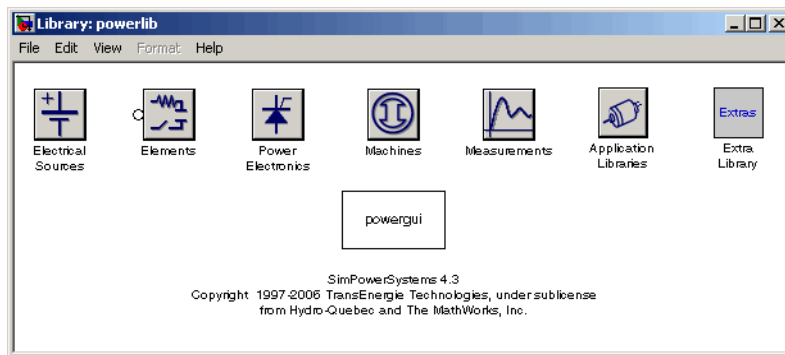 Library: powerlib
File Edit View Format Help
Electrical
Sources
Elements
Power
Electronics
Machines
Measurements
Application
Libraries
Extras
Extra
Library
powergui
SimPowerSystems 4.3
Copyright 1997-2006 TransEnergie Technologies, under sublicense
from Hydro-Quebec and The MathWorks, Inc.